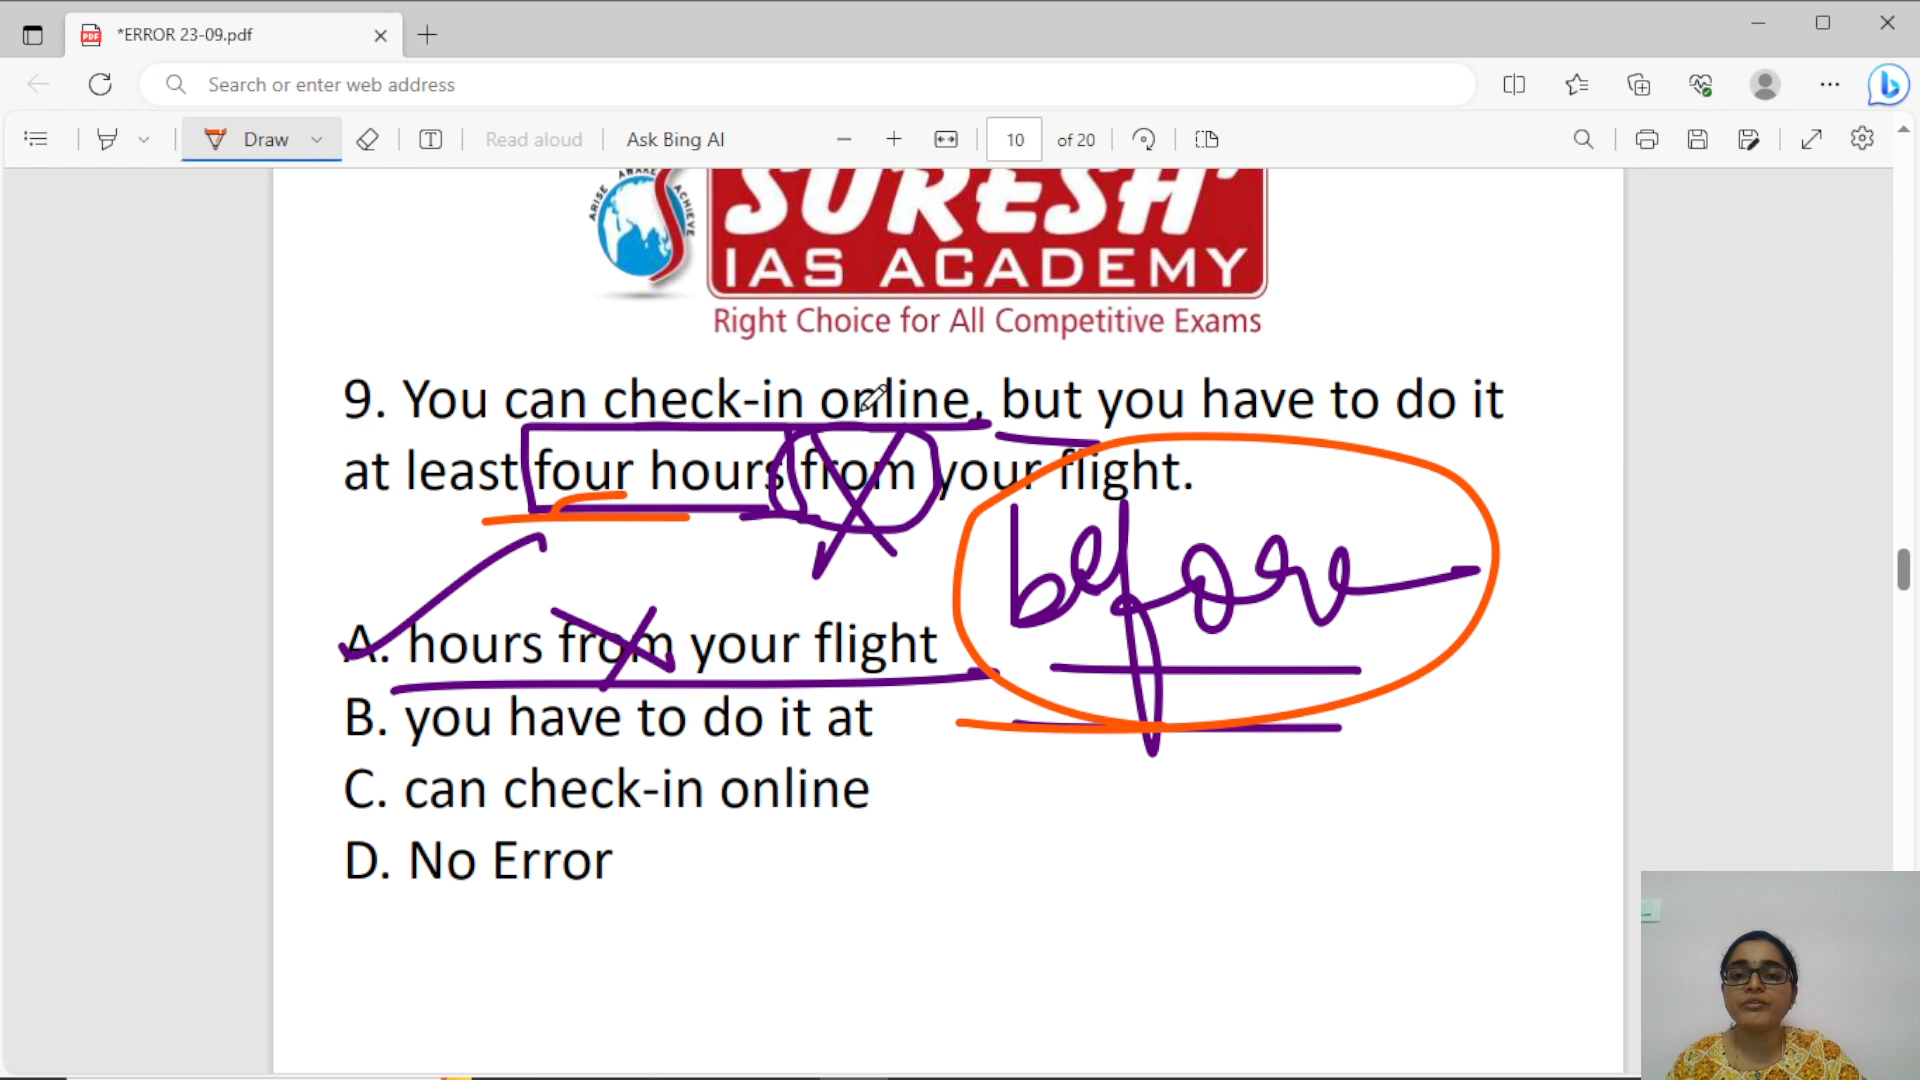 *ERROR 23-09.pdf
Search or enter web address
Draw
Read aloud
Ask Bing AI
10 of 20
ARISE AWAKE ACHIEVE
SURESH'
IAS ACADEMY
Right Choice for All Competitive Exams
9. You can check-in online, but you have to do it
at least four hours from your flight.
before
A. hours from your flight
B. you have to do it at
C. can check-in online
D. No Error